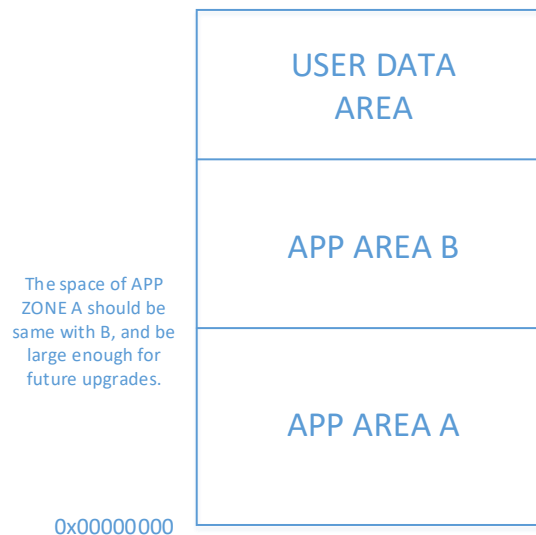 USER DATA
AREA
APP AREA B
The space of APP
ZONE A should be
same with B, and be
large enough for
future upgrades.
APP AREA A
0x00000000